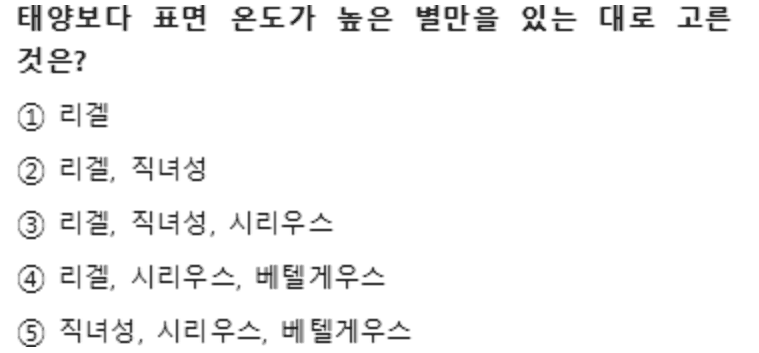 태양보다 표면 온도가 높은 별만을 있는 대로 고른
것은?
① 리겔
② 리겔, 직녀성
③ 리겔, 직녀성, 시리우스
④ 리겔, 시리우스, 베텔게우스
⑤ 직녀성, 시리우스, 베텔게우스